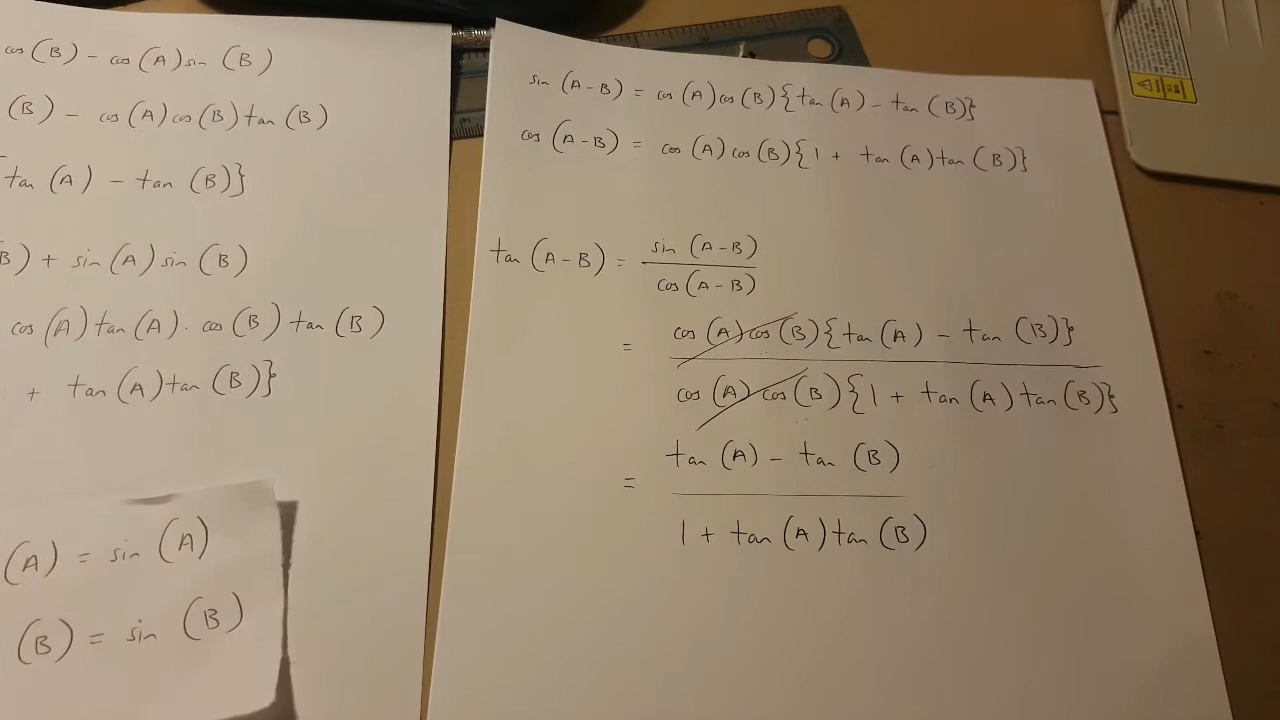 cos(B) - cos(A)sin(B)
(B) - cos(A)cos(B)tan(B)
tan(A) - tan(B)}
B) + sin(A)sin(B)
cos(A)tan(A).cos(B)tan(B)
+ tan(A)tan(B)}
(A) = sin(A)
(B) = sin(B)
sin(A-B) = cos(A)cos(B){tan(A) - tan(B)}
cos(A-B) = cos(A)cos(B){1 + tan(A)tan(B)}
tan(A-B) = sin(A-B)
cos(A-B)
= cos(A)cos(B){tan(A) - tan(B)}
cos(A)cos(B){1 + tan(A)tan(B)}
= tan(A) - tan(B)
1 + tan(A)tan(B)